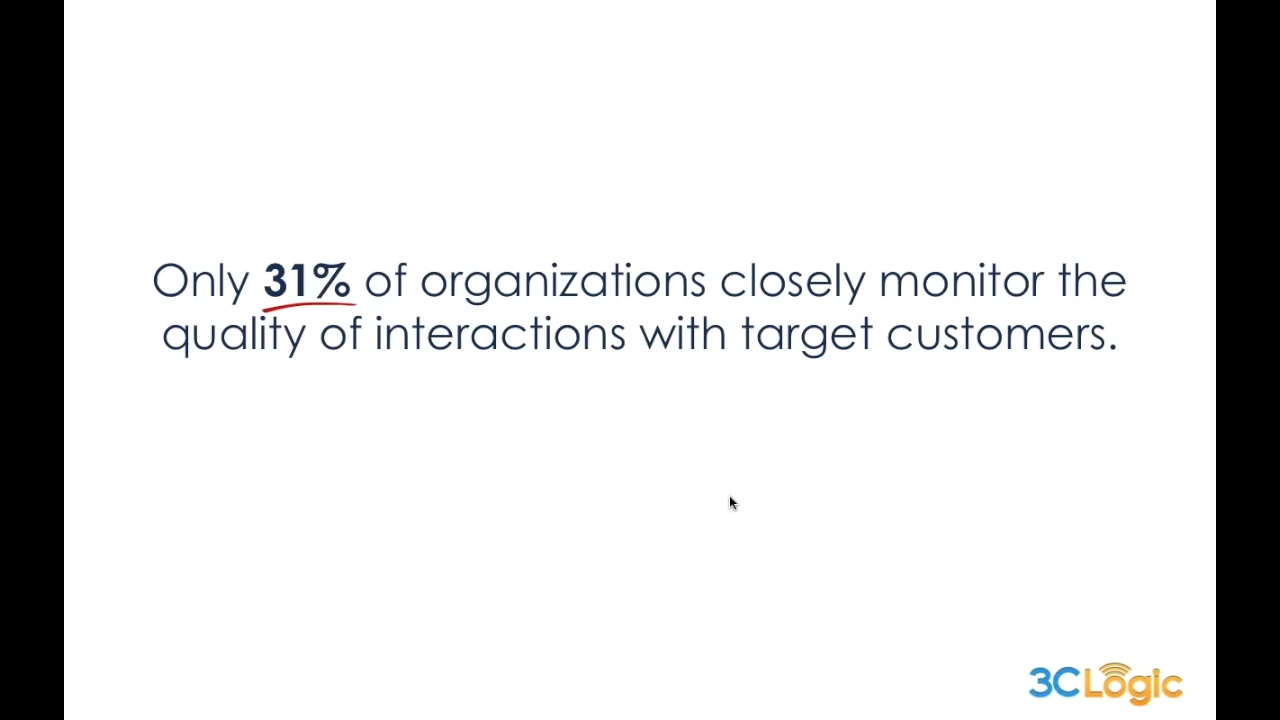 Only 31% of organizations closely monitor the
quality of interactions with target customers.
3CLogic